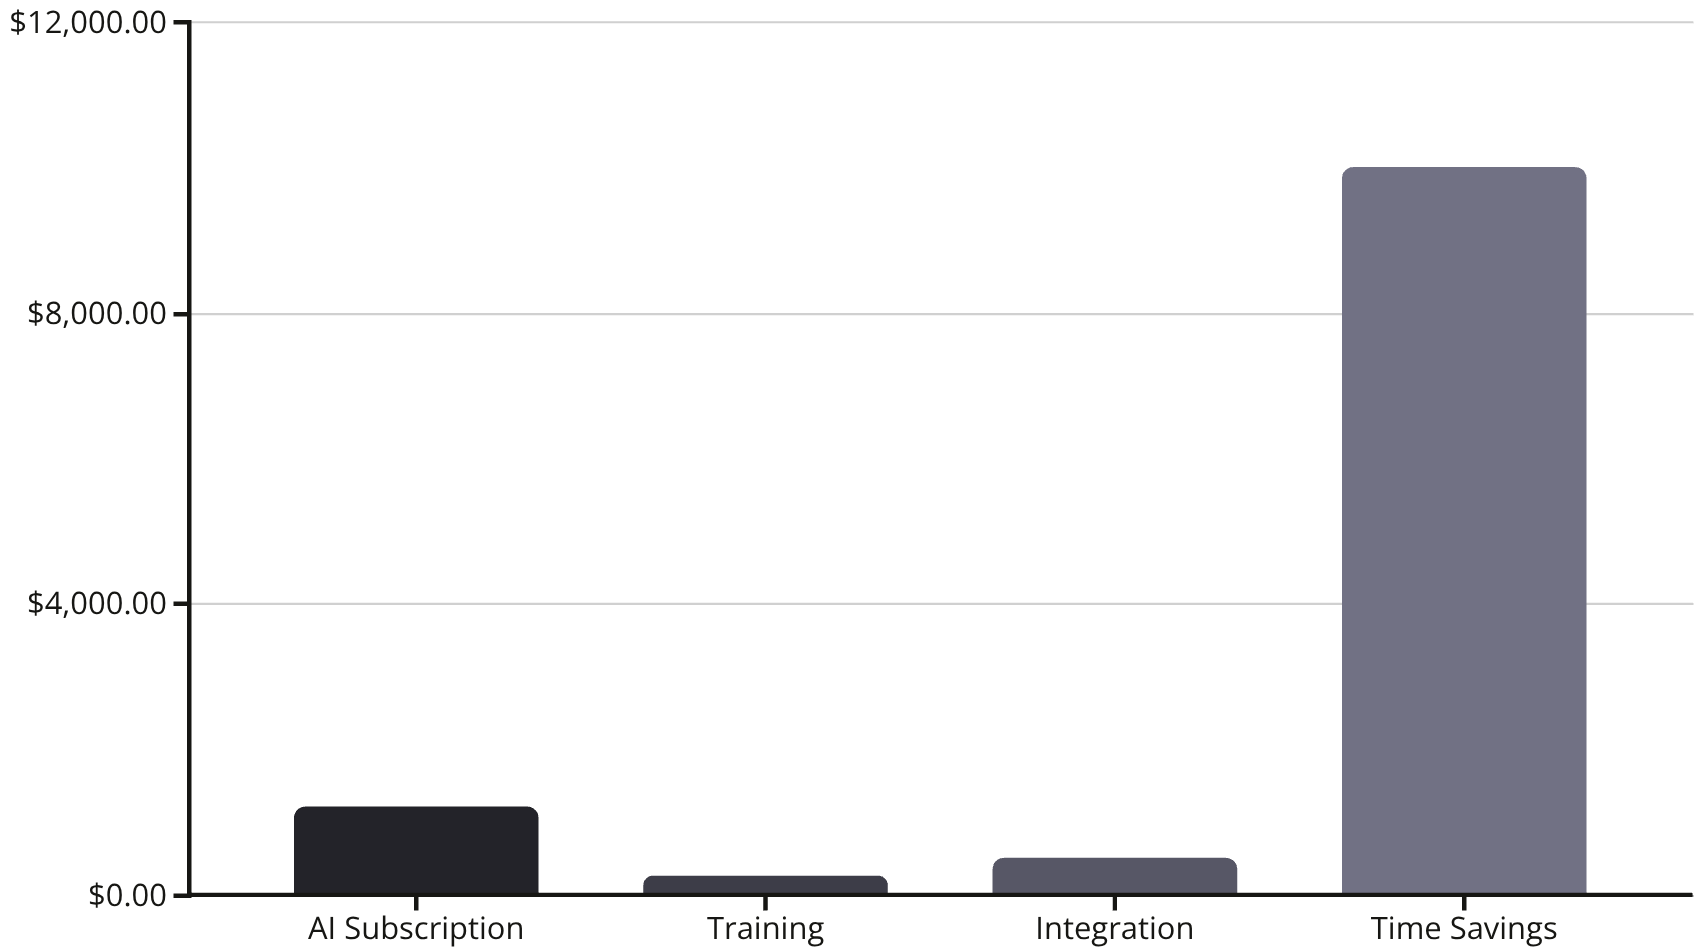 $12,000.00
$8,000.00
$4,000.00
$0.00
AI Subscription
Training
Integration
Time Savings